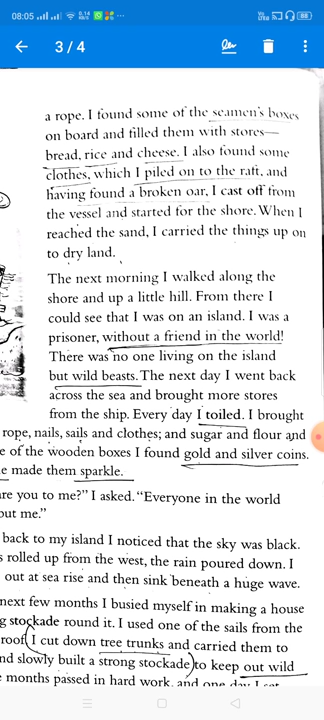 08:05
88
3 / 4
a rope. I found some of the seamen's boxes
on board and filled them with stores—
bread, rice and cheese. I also found some
clothes, which I piled on to the raft, and
having found a broken oar, I cast off from
the vessel and started for the shore. When I
reached the sand, I carried the things up on
to dry land.
The next morning I walked along the
shore and up a little hill. From there I
could see that I was on an island. I was a
prisoner, without a friend in the world!
There was no one living on the island
but wild beasts. The next day I went back
across the sea and brought more stores
from the ship. Every day I toiled. I brought
rope, nails, sails and clothes; and sugar and flour and
of the wooden boxes I found gold and silver coins.
made them sparkle.
you to me?" I asked. "Everyone in the world
me."
back to my island I noticed that the sky was black.
rolled up from the west, the rain poured down. I
out at sea rise and then sink beneath a huge wave.
next few months I busied myself in making a house
stockade round it. I used one of the sails from the
roof. I cut down tree trunks and carried them to
slowly built a strong stockade to keep out wild
months passed in hard work, and one day I